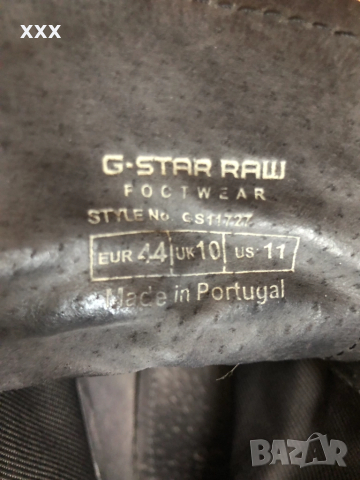 xxx
G-STAR RAW
FOOTWEAR
STYLE No. GS11727
EUR 44 UK 10 US 11
Made in Portugal
BAZAR